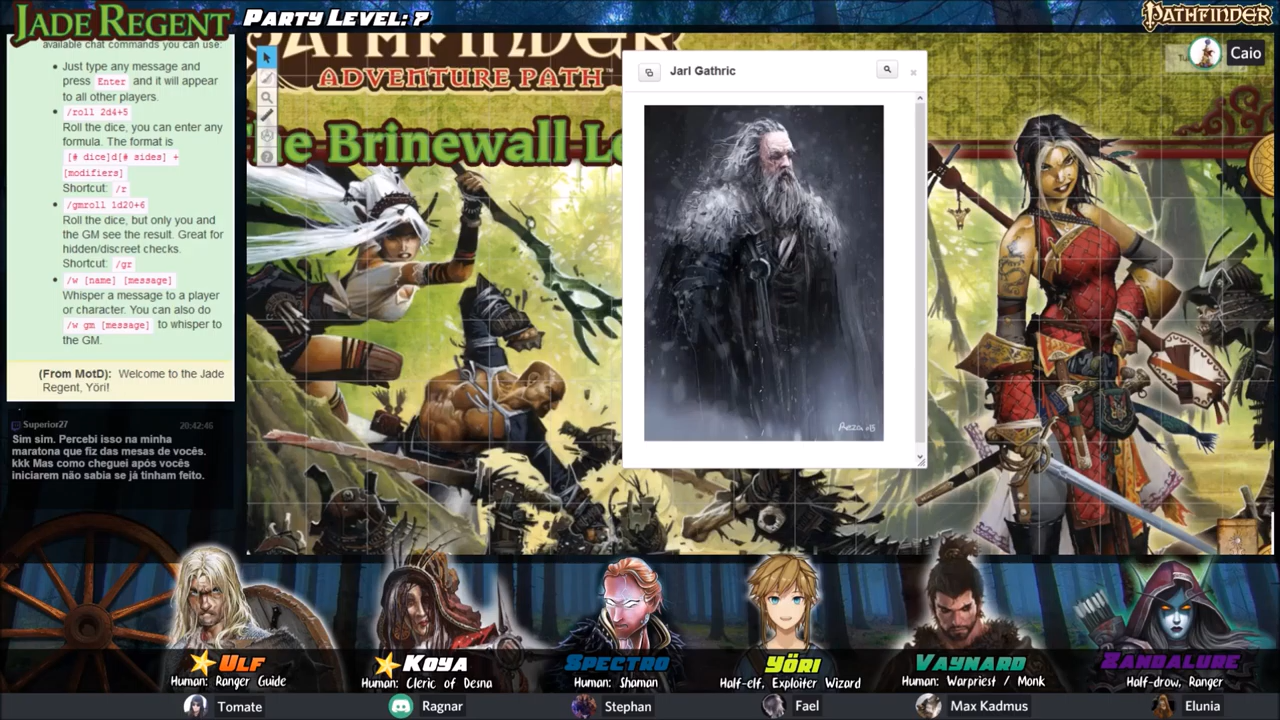 JADE REGENT
PARTY LEVEL: 7
PATHFINDER
available chat commands you can use:
Just type any message and
press Enter and it will appear
to all other players.
/roll 2d4+5
Roll the dice, you can enter any
formula. The format is
[# dice]d[# sides] +
[modifiers]
Shortcut: /r
/gmroll 1d20+6
Roll the dice, but only you and
the GM see the result. Great for
hidden/discreet checks.
Shortcut: /gr
/w [name] [message]
Whisper a message to a player
or character. You can also do
/w gm [message] to whisper to
the GM.
(From MotD): Welcome to the Jade
Regent, Yöri!
Superior27 20:42:46
Sim sim. Percebi isso na minha
maratona que fiz das mesas de vocês.
kkk Mas como cheguei após vocês
iniciarem não sabia se já tinham feito.
PATHFINDER
ADVENTURE PATH™
he Brinewall Le
Jarl Gathric
Reza #15
Caio
ULF
Human: Ranger Guide
Tomate
KOYA
Human: Cleric of Desna
Ragnar
SPECTRO
Human: Shaman
Stephan
YÖRI
Half-elf, Exploiter Wizard
Fael
VAYNARD
Human: Warpriest / Monk
Max Kadmus
ZANDALURE
Half-drow, Ranger
Elunia